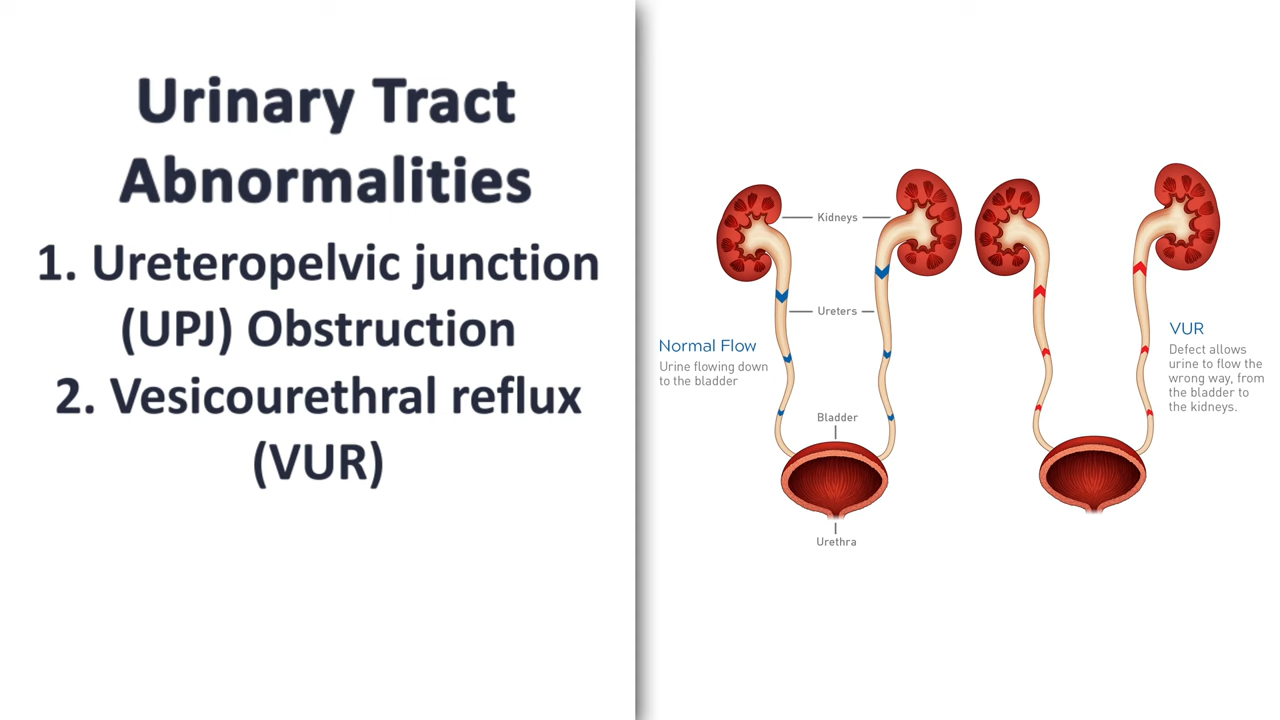 Urinary Tract
Abnormalities
1. Ureteropelvic junction
(UPJ) Obstruction
2. Vesicourethral reflux
(VUR)
Kidneys
Ureters
Normal Flow
Urine flowing down
to the bladder
Bladder
Urethra
VUR
Defect allows
urine to flow the
wrong way, from
the bladder to
the kidneys.